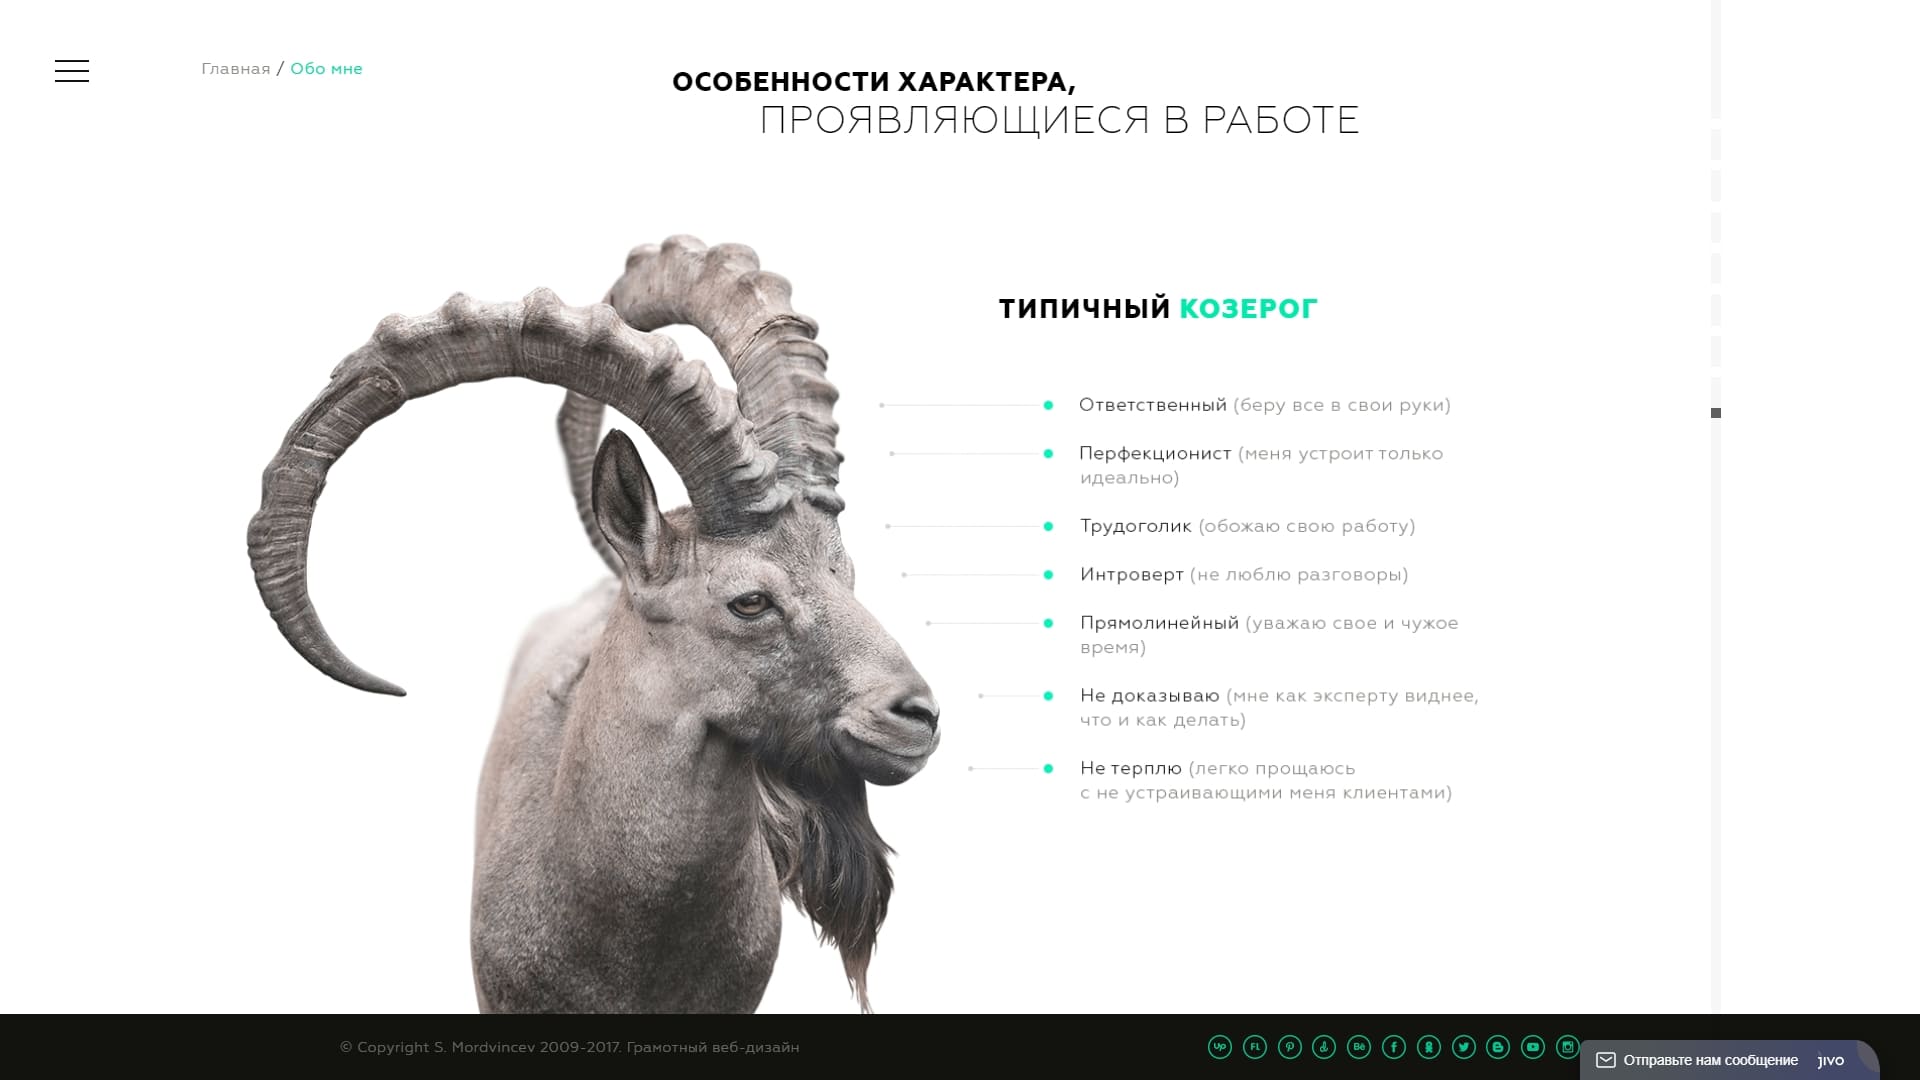 Главная / Обо мне
ОСОБЕННОСТИ ХАРАКТЕРА,
ПРОЯВЛЯЮЩИЕСЯ В РАБОТЕ
ТИПИЧНЫЙ КОЗЕРОГ
Ответственный (беру все в свои руки)
Перфекционист (меня устроит только
идеально)
Трудоголик (обожаю свою работу)
Интроверт (не люблю разговоры)
Прямолинейный (уважаю свое и чужое
время)
Не доказываю (мне как эксперту виднее,
что и как делать)
Не терплю (легко прощаюсь
с не устраивающими меня клиентами)
© Copyright S. Mordvincev 2009-2017. Грамотный веб-дизайн
Up FL Bē
Отправьте нам сообщение jivo